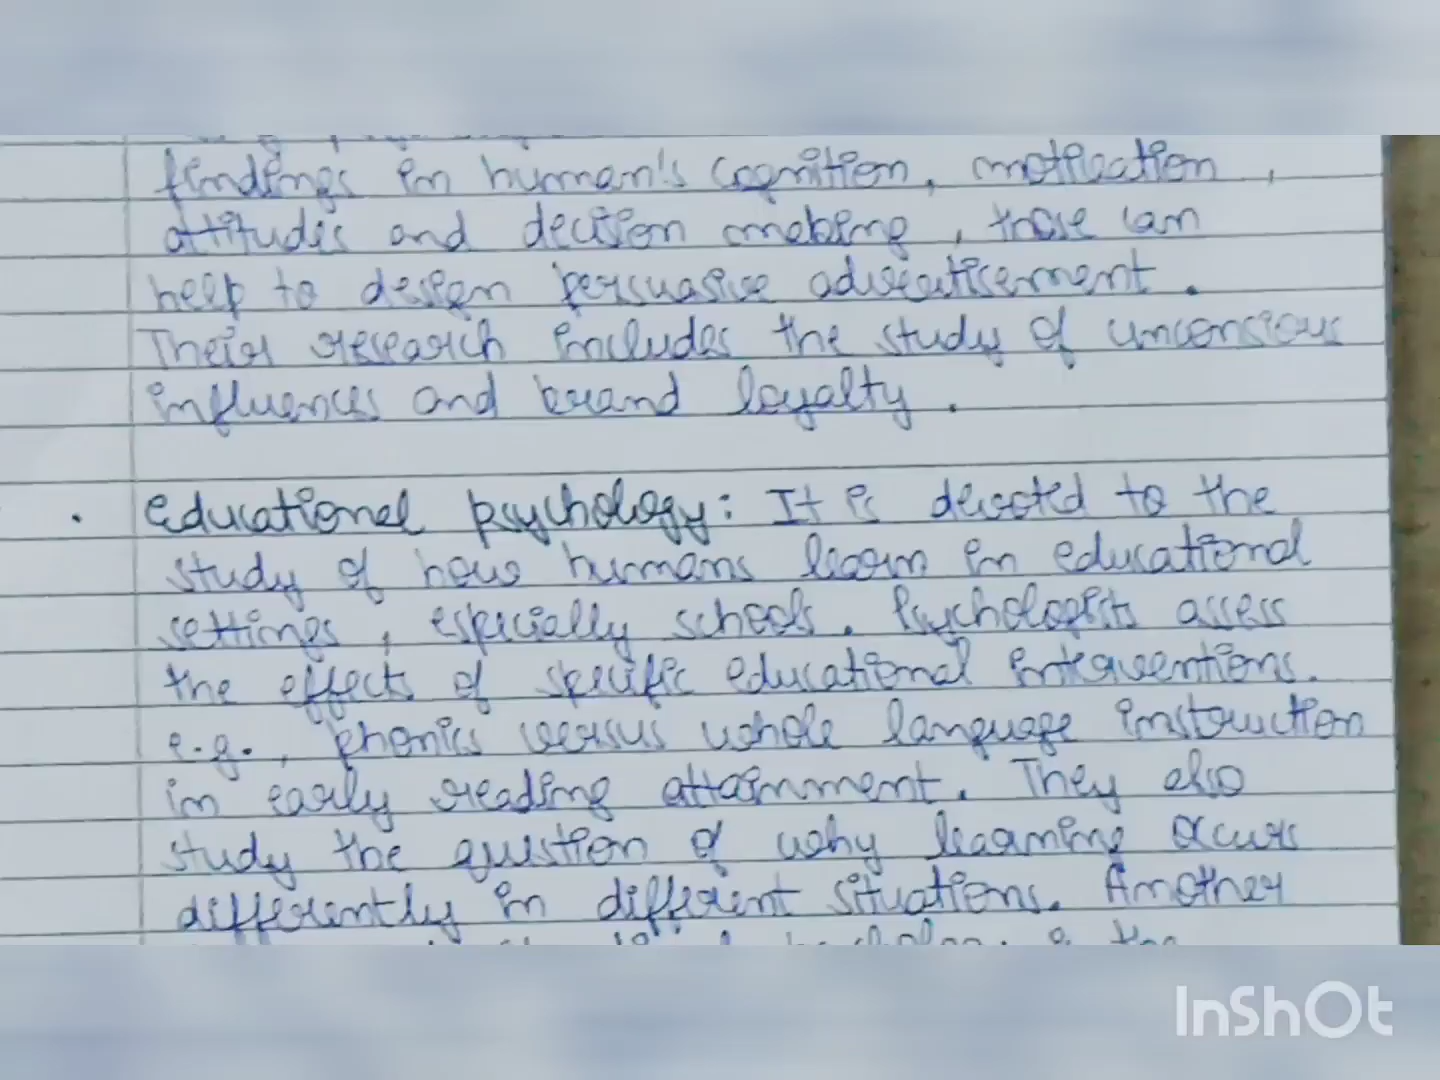 findings in human's cognition, motivation,
attitudes and decision making, those can
help to design persuasive advertisement.
Their research includes the study of unconsious
influences and brand loyalty.
. educational psychology: It is devoted to the
study of how humans learn in educational
settings, especially schools. Psychologists assess
the effects of specific educational interventions.
e.g., phonics versus whole language instruction
in early reading attainment. They also
study the question of why learning occurs
differently in different situations. Another
the
InShOt